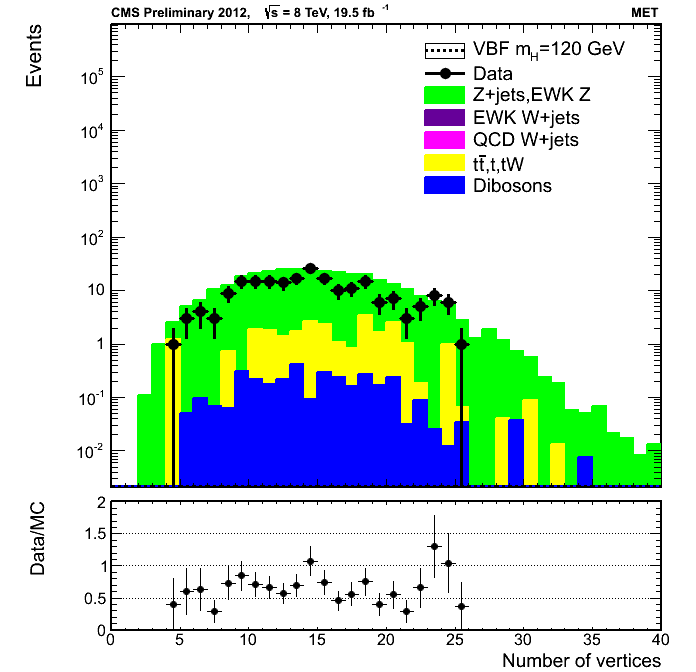 CMS Preliminary 2012, √s = 8 TeV, 19.5 fb⁻¹ MET
Events
VBF m_H=120 GeV
Data
Z+jets,EWK Z
EWK W+jets
QCD W+jets
tt̅,t,tW
Dibosons
10⁵
10⁴
10³
10²
10
1
10⁻¹
10⁻²
Data/MC
2
1.5
1
0.5
0
0 5 10 15 20 25 30 35 40
Number of vertices